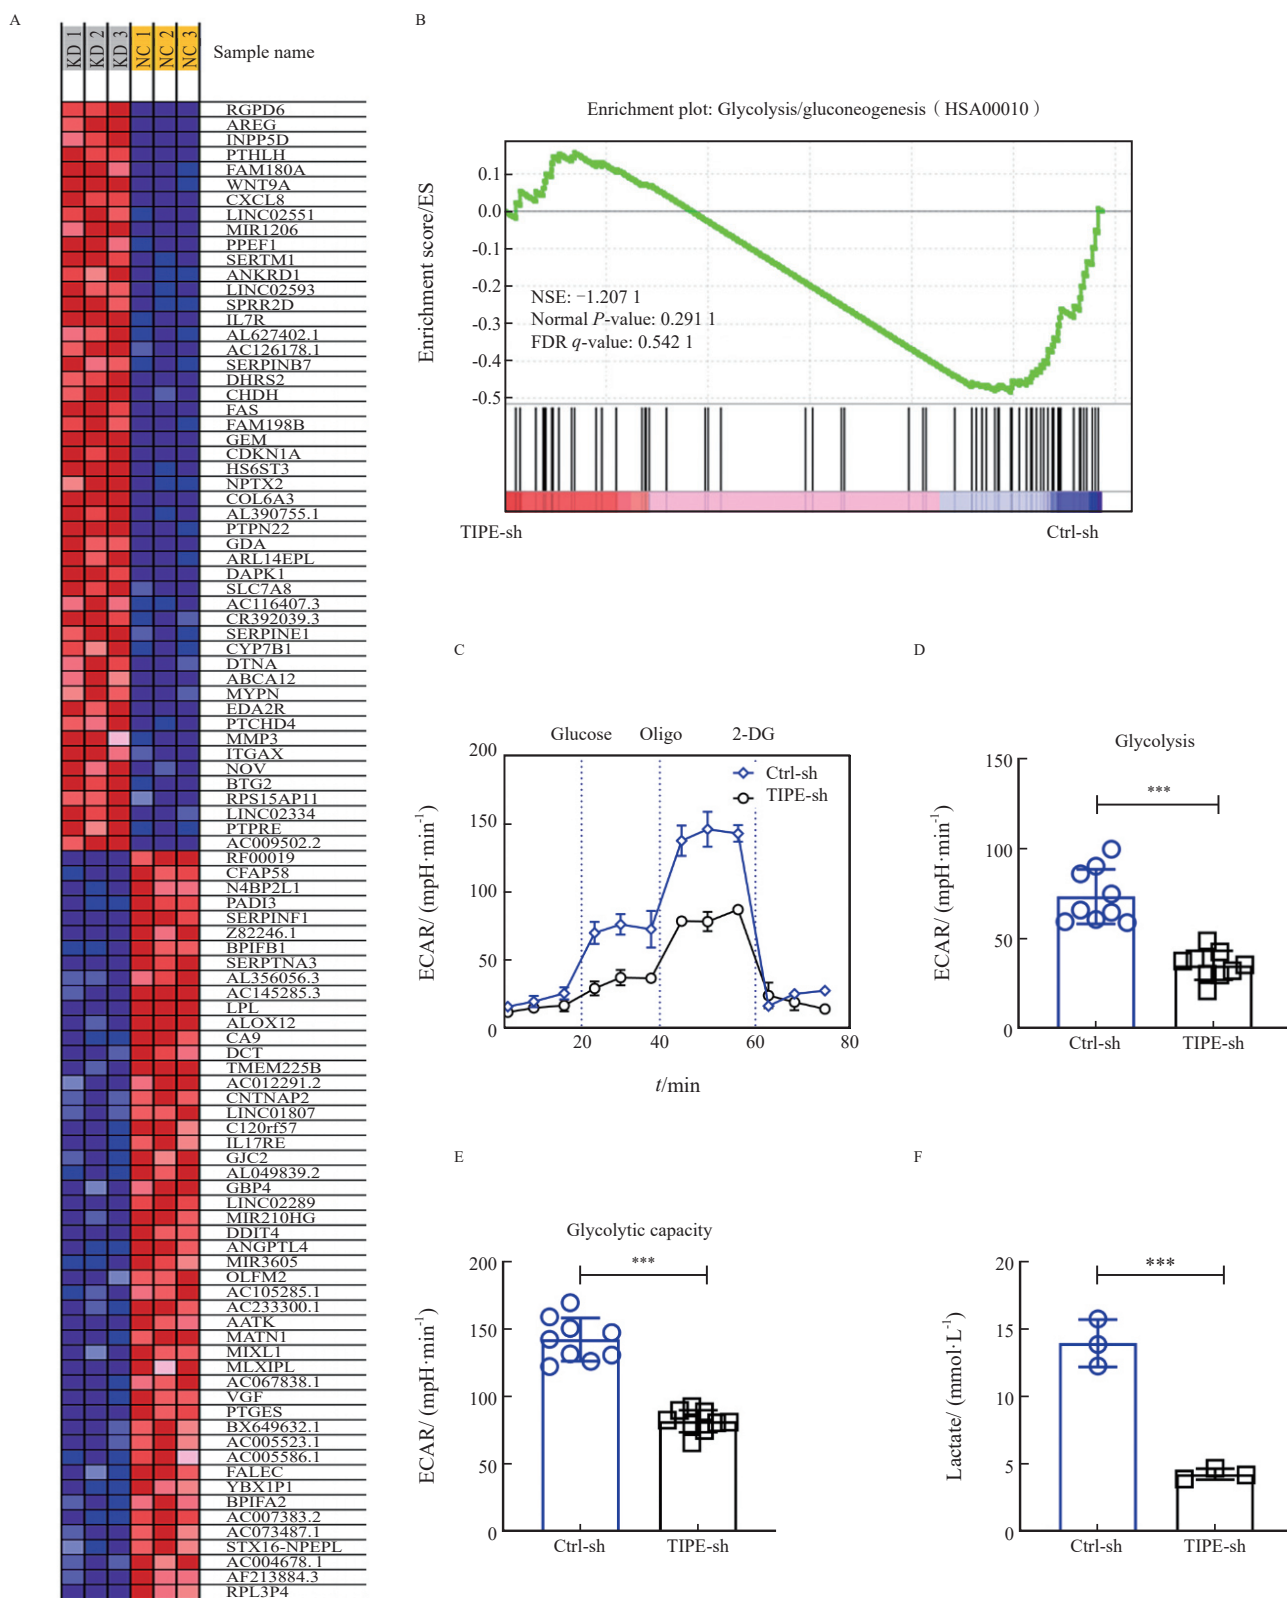 A
KD 1
KD 2
KD 3
NC 1
NC 2
NC 3
Sample name
RGPD6
AREG
INPP5D
PTHLH
FAM180A
WNT9A
CXCL8
LINC02551
MIR1206
PPEF1
SERTM1
ANKRD1
LINC02593
SPRR2D
IL7R
AL627402.1
AC126178.1
SERPINB7
DHRS2
CHDH
FAS
FAM198B
GEM
CDKN1A
HS6ST3
NPTX2
COL6A3
AL390755.1
PTPN22
GDA
ARL14EPL
DAPK1
SLC7A8
AC116407.3
CR392039.3
SERPINE1
CYP7B1
DTNA
ABCA12
MYPN
EDA2R
PTCHD4
MMP3
ITGAX
NOV
BTG2
RPS15AP11
LINC02334
PTPRE
AC009502.2
RF00019
CFAP58
N4BP2L1
PADI3
SERPINF1
Z82246.1
BPIFB1
SERPTNA3
AL356056.3
AC145285.3
LPL
ALOX12
CA9
DCT
TMEM225B
AC012291.2
CNTNAP2
LINC01807
C120rf57
IL17RE
GJC2
AL049839.2
GBP4
LINC02289
MIR210HG
DDIT4
ANGPTL4
MIR3605
OLFM2
AC105285.1
AC233300.1
AATK
MATN1
MIXL1
MLXIPL
AC067838.1
VGF
PTGES
BX649632.1
AC005523.1
AC005586.1
FALEC
YBX1P1
BPIFA2
AC007383.2
AC073487.1
STX16-NPEPL
AC004678.1
AF213884.3
RPL3P4
B
Enrichment plot: Glycolysis/gluconeogenesis ( HSA00010 )
Enrichment score/ES
0.1
0.0
-0.1
-0.2
-0.3
-0.4
-0.5
NSE: −1.207 1
Normal P-value: 0.291 1
FDR q-value: 0.542 1
TIPE-sh
Ctrl-sh
C
Glucose
Oligo
2-DG
Ctrl-sh
TIPE-sh
ECAR/ (mpH·min⁻¹)
200
150
100
50
0
20
40
60
80
t/min
D
Glycolysis
***
ECAR/ (mpH·min⁻¹)
150
100
50
0
Ctrl-sh
TIPE-sh
E
Glycolytic capacity
***
ECAR/ (mpH·min⁻¹)
200
150
100
50
0
Ctrl-sh
TIPE-sh
F
***
Lactate/ (mmol·L⁻¹)
20
15
10
5
0
Ctrl-sh
TIPE-sh